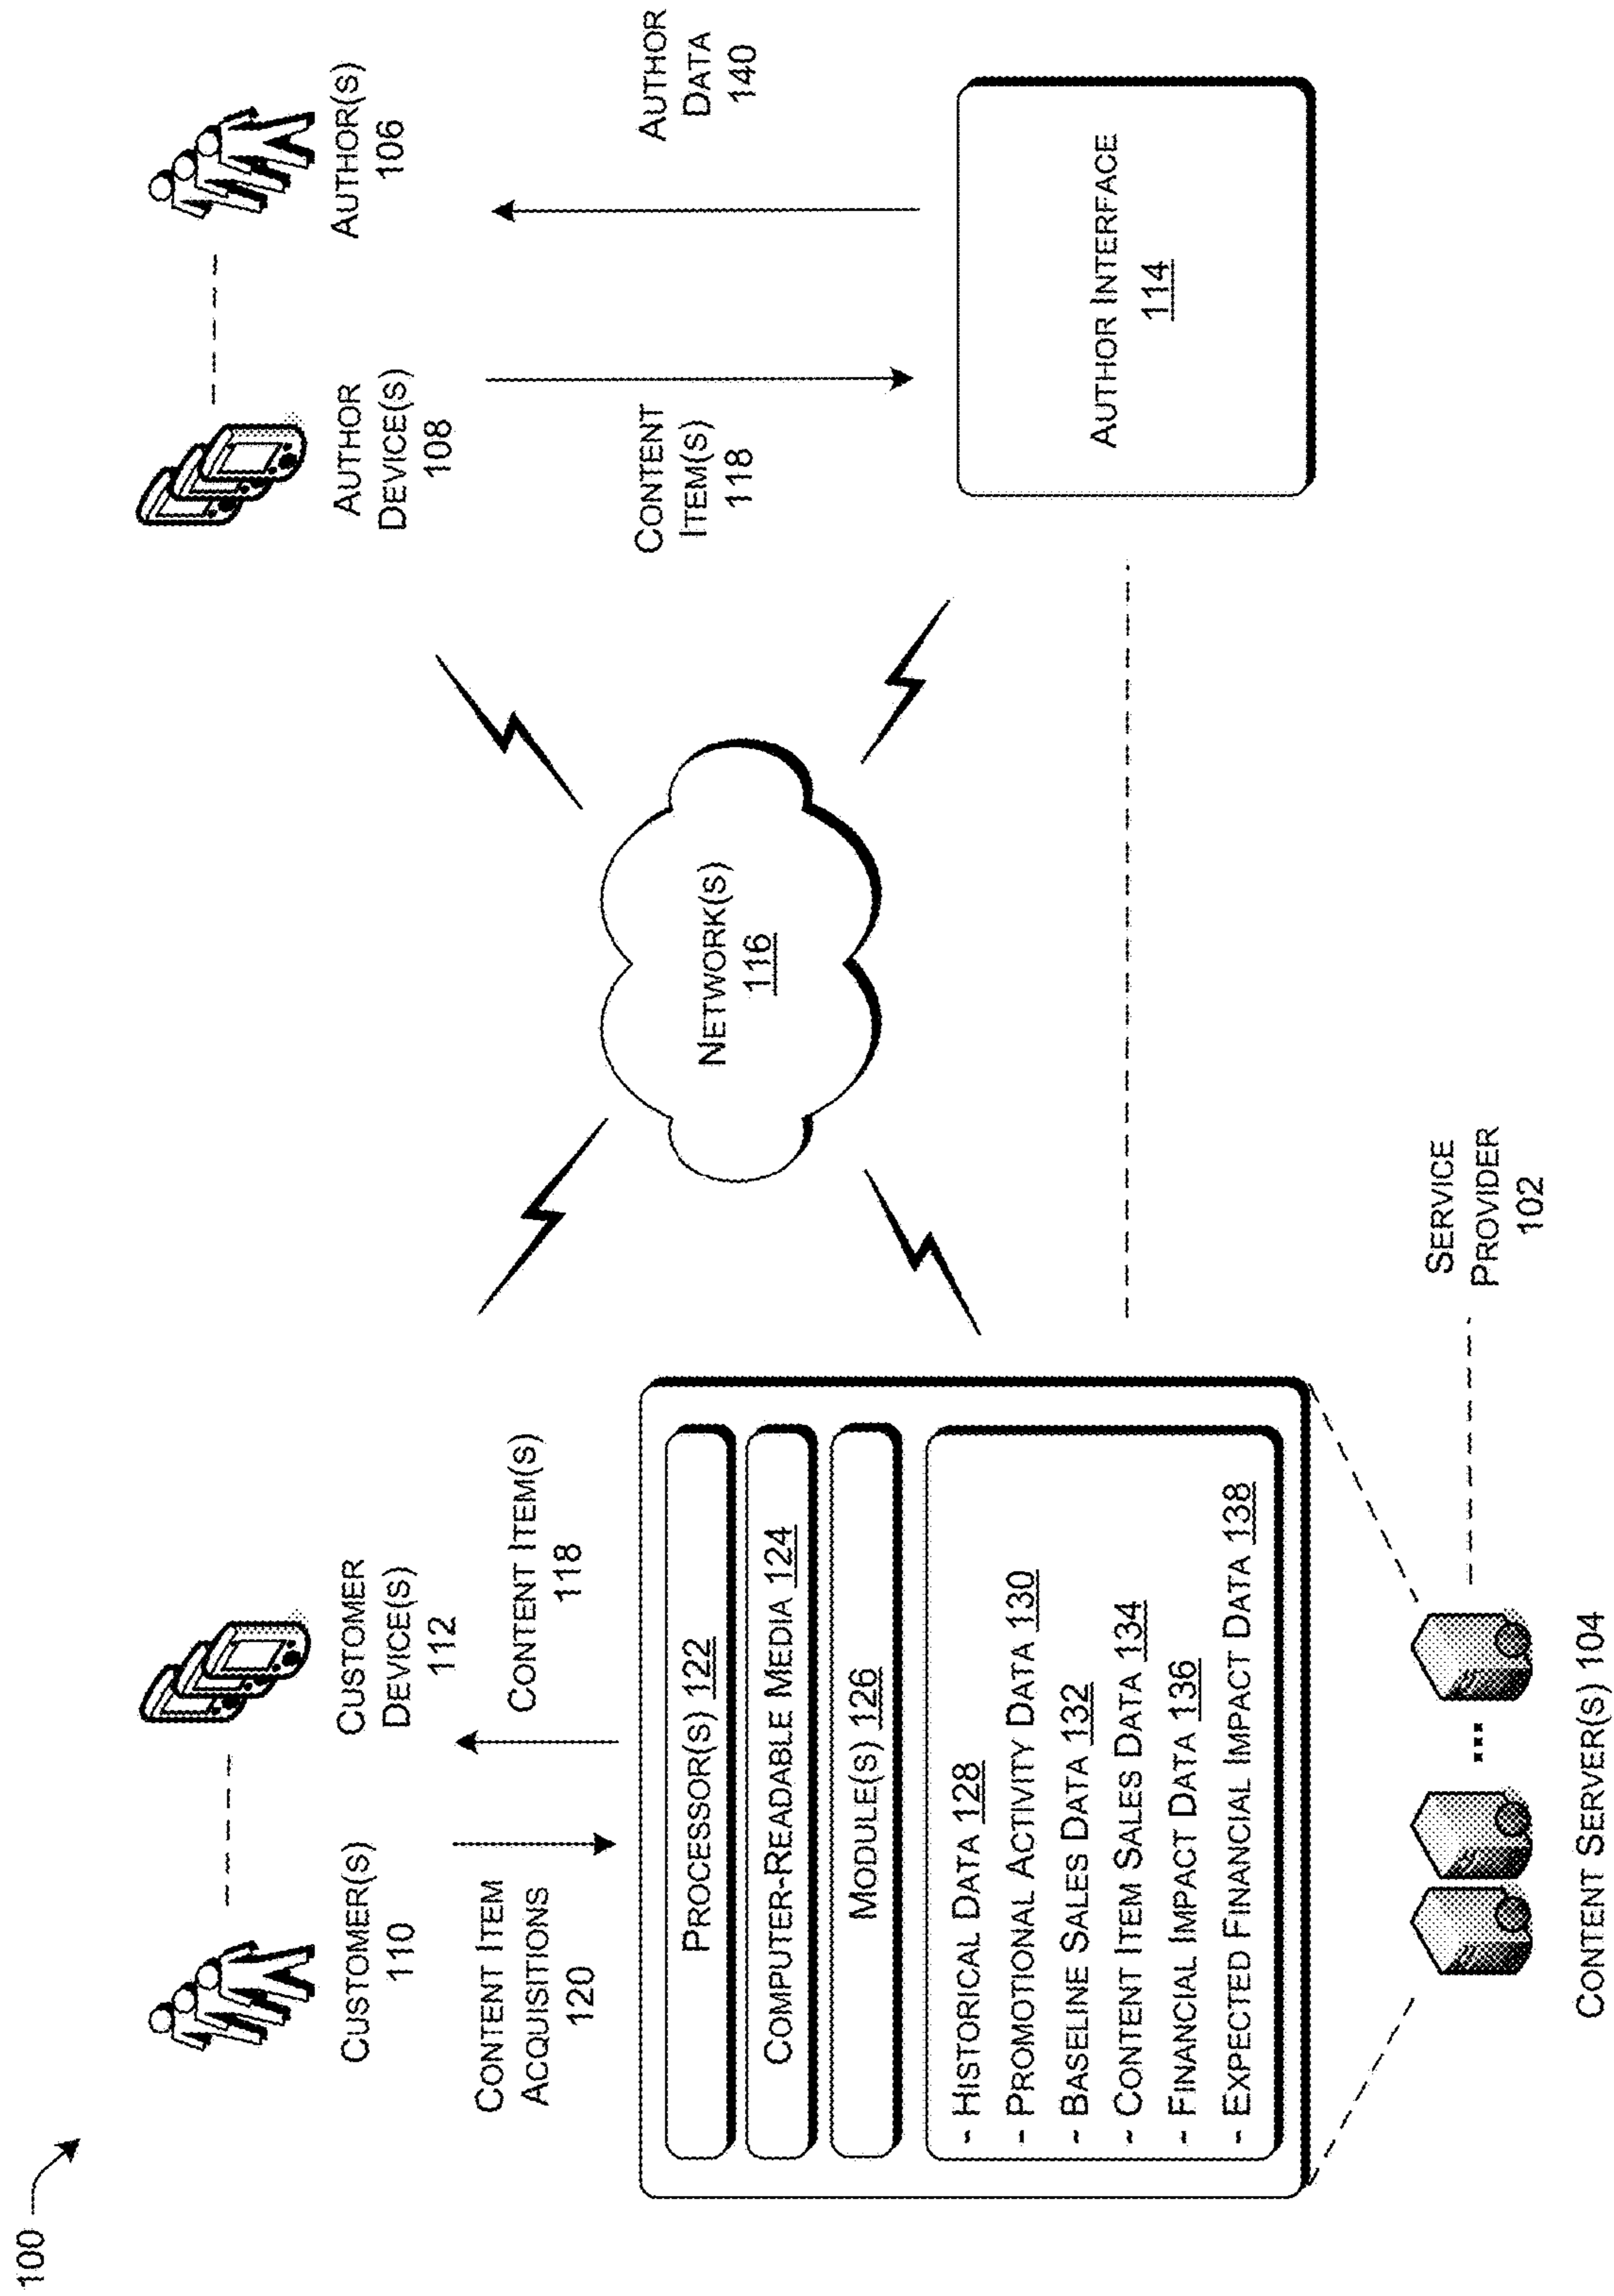 100
CUSTOMER(S)
110
CUSTOMER
DEVICE(S)
112
AUTHOR
DEVICE(S)
108
AUTHOR(S)
106
CONTENT ITEM
ACQUISITIONS
120
CONTENT ITEM(S)
118
CONTENT
ITEM(S)
118
AUTHOR
DATA
140
NETWORK(S)
116
PROCESSOR(S) 122
COMPUTER-READABLE MEDIA 124
MODULE(S) 126
- HISTORICAL DATA 128
- PROMOTIONAL ACTIVITY DATA 130
- BASELINE SALES DATA 132
- CONTENT ITEM SALES DATA 134
- FINANCIAL IMPACT DATA 136
- EXPECTED FINANCIAL IMPACT DATA 138
AUTHOR INTERFACE
114
SERVICE
PROVIDER
102
...
CONTENT SERVER(S) 104